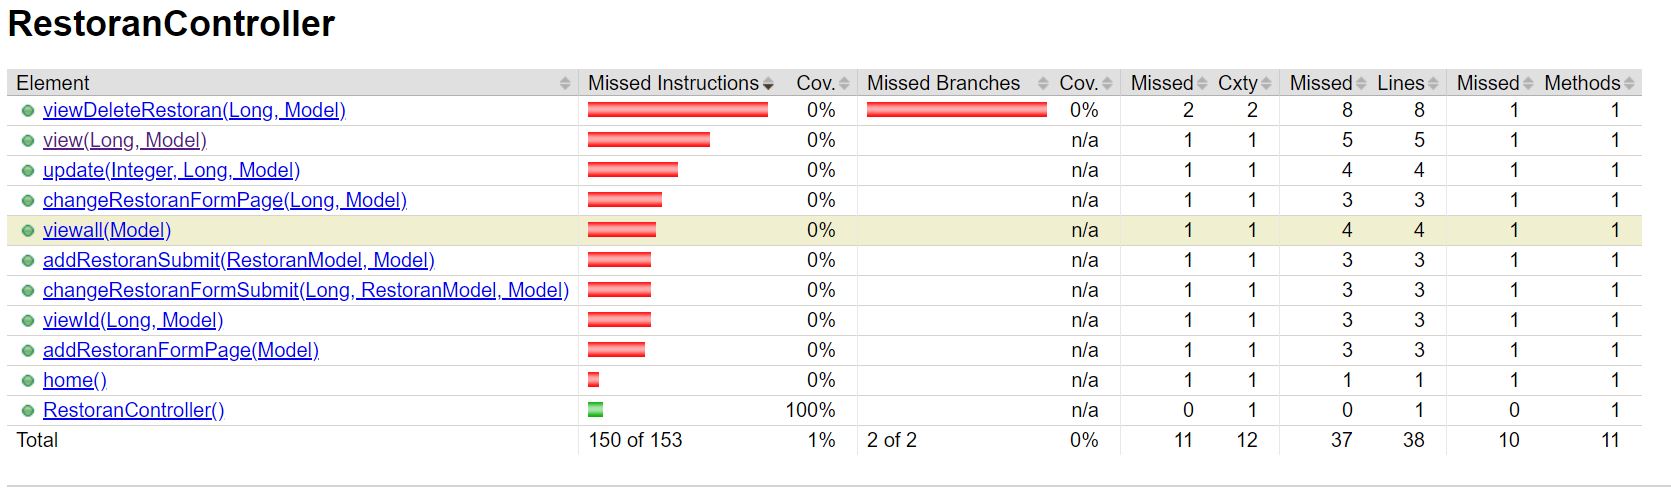 RestoranController
Element Missed Instructions Cov. Missed Branches Cov. Missed Cxty Missed Lines Missed Methods
viewDeleteRestoran(Long, Model) 0% 0% 2 2 8 8 1 1
view(Long, Model) 0% n/a 1 1 5 5 1 1
update(Integer, Long, Model) 0% n/a 1 1 4 4 1 1
changeRestoranFormPage(Long, Model) 0% n/a 1 1 3 3 1 1
viewall(Model) 0% n/a 1 1 4 4 1 1
addRestoranSubmit(RestoranModel, Model) 0% n/a 1 1 3 3 1 1
changeRestoranFormSubmit(Long, RestoranModel, Model) 0% n/a 1 1 3 3 1 1
viewId(Long, Model) 0% n/a 1 1 3 3 1 1
addRestoranFormPage(Model) 0% n/a 1 1 3 3 1 1
home() 0% n/a 1 1 1 1 1 1
RestoranController() 100% n/a 0 1 0 1 0 1
Total 150 of 153 1% 2 of 2 0% 11 12 37 38 10 11